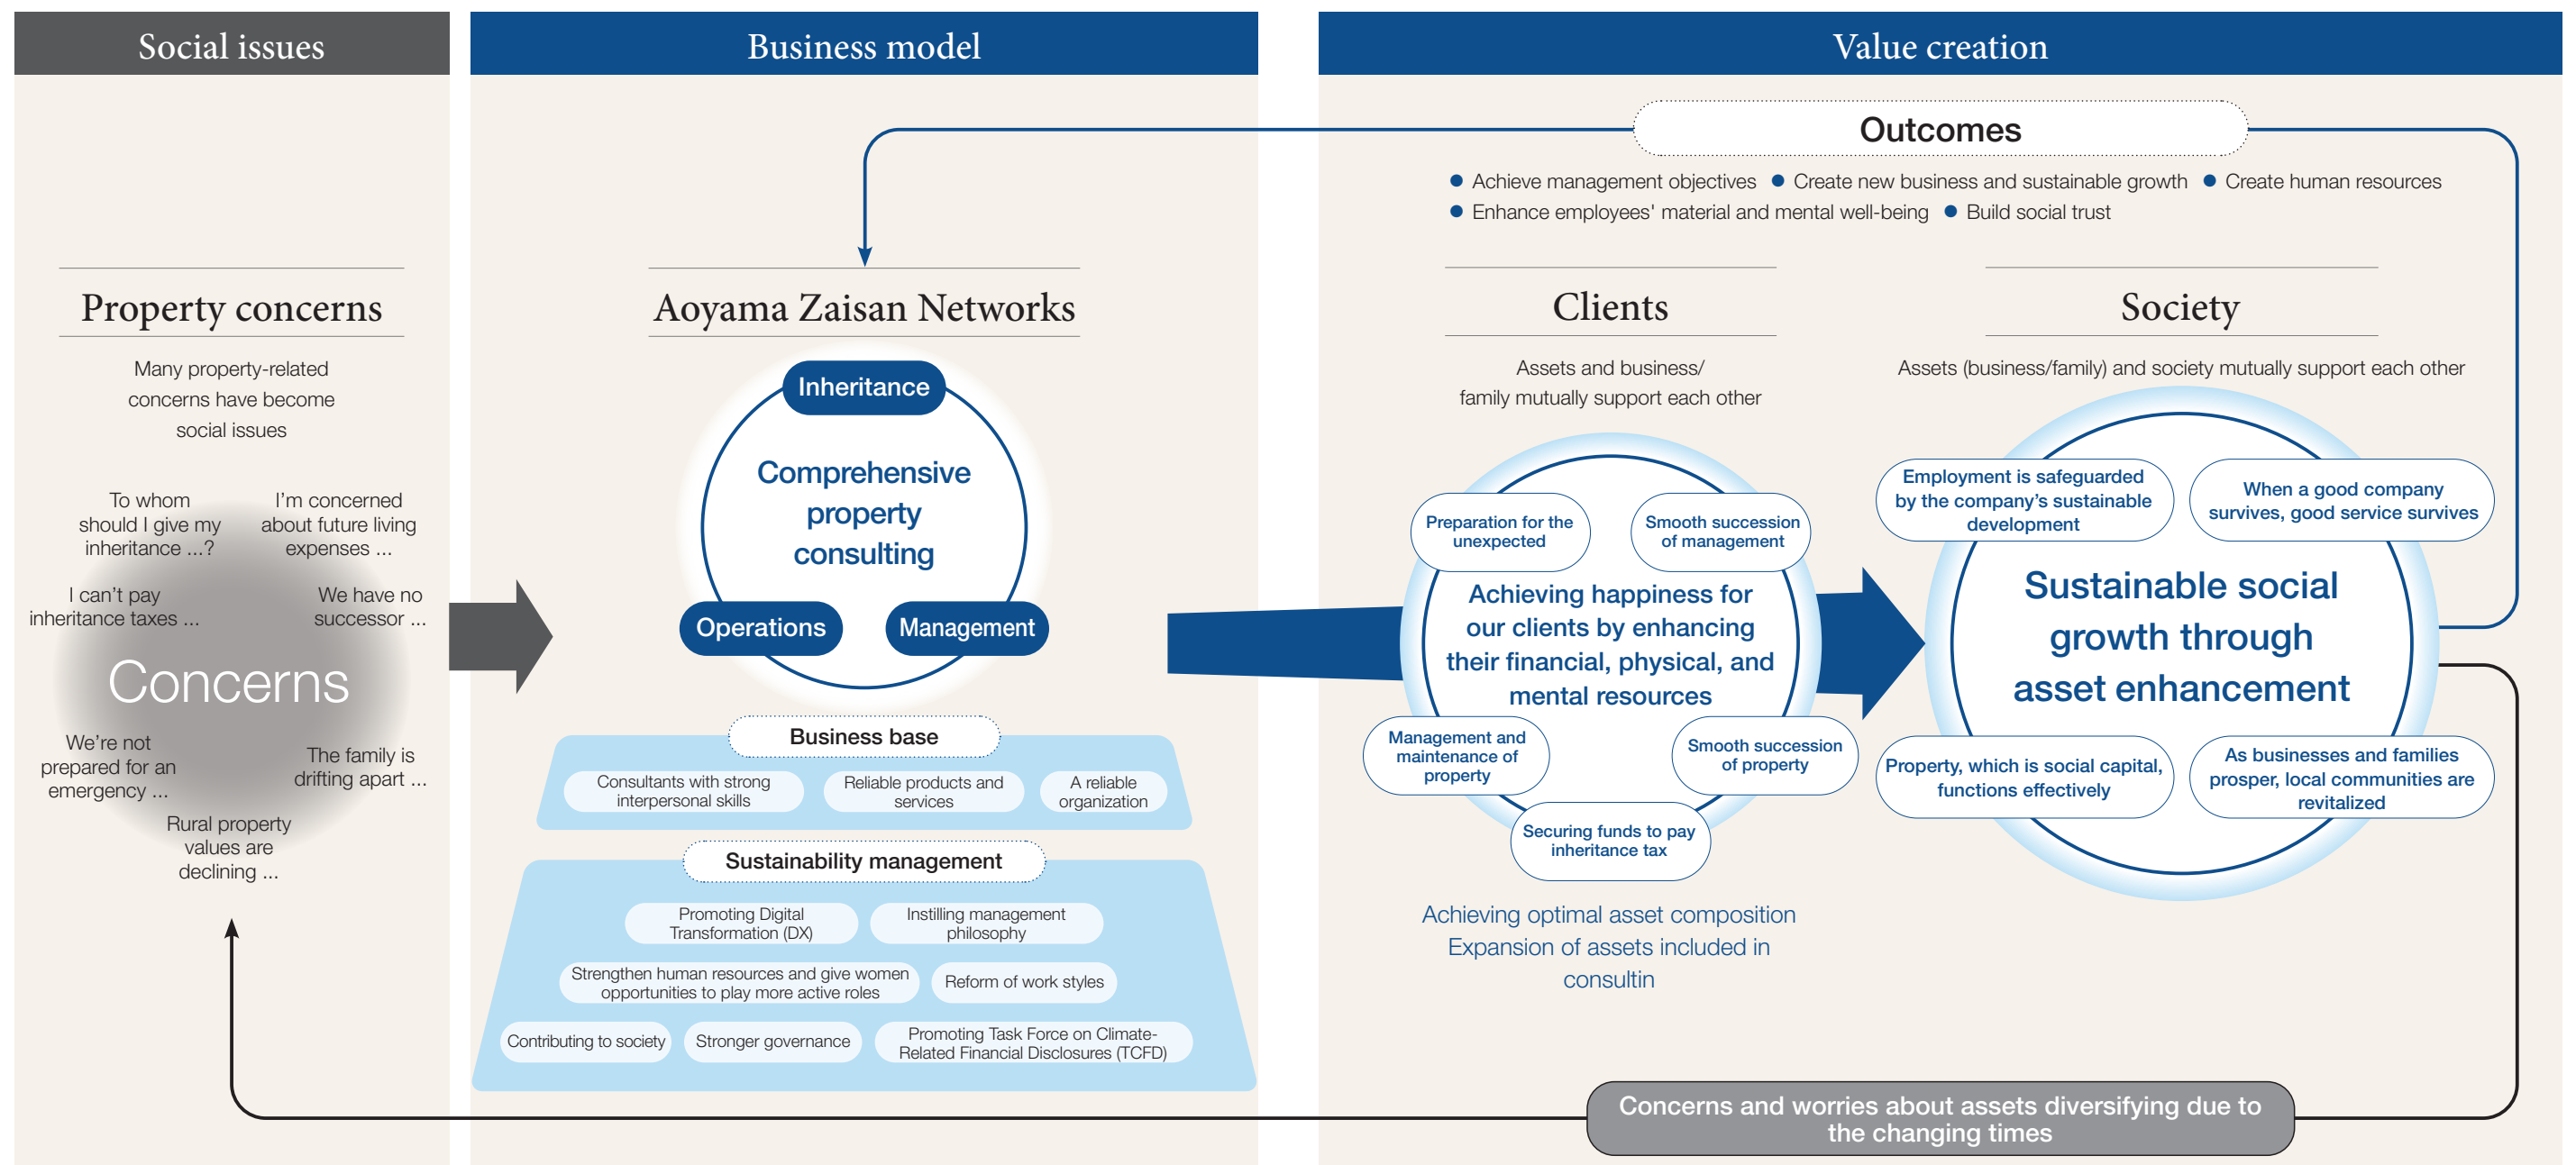 Social issues
Property concerns
Many property-related
concerns have become
social issues
To whom
should I give my
inheritance ...?
I'm concerned
about future living
expenses ...
I can't pay
inheritance taxes ...
We have no
successor ...
Concerns
We're not
prepared for an
emergency ...
The family is
drifting apart ...
Rural property
values are
declining ...
Business model
Aoyama Zaisan Networks
Inheritance
Comprehensive
property
consulting
Operations
Management
Business base
Consultants with strong
interpersonal skills
Reliable products and
services
A reliable
organization
Sustainability management
Promoting Digital
Transformation (DX)
Instilling management
philosophy
Strengthen human resources and give women
opportunities to play more active roles
Reform of work styles
Contributing to society
Stronger governance
Promoting Task Force on Climate-
Related Financial Disclosures (TCFD)
Value creation
Outcomes
● Achieve management objectives ● Create new business and sustainable growth ● Create human resources
● Enhance employees' material and mental well-being ● Build social trust
Clients
Assets and business/
family mutually support each other
Preparation for the
unexpected
Smooth succession
of management
Achieving happiness for
our clients by enhancing
their financial, physical, and
mental resources
Management and
maintenance of
property
Smooth succession
of property
Securing funds to pay
inheritance tax
Achieving optimal asset composition
Expansion of assets included in
consultin
Society
Assets (business/family) and society mutually support each other
Employment is safeguarded
by the company's sustainable
development
When a good company
survives, good service survives
Sustainable social
growth through
asset enhancement
Property, which is social capital,
functions effectively
As businesses and families
prosper, local communities are
revitalized
Concerns and worries about assets diversifying due to
the changing times